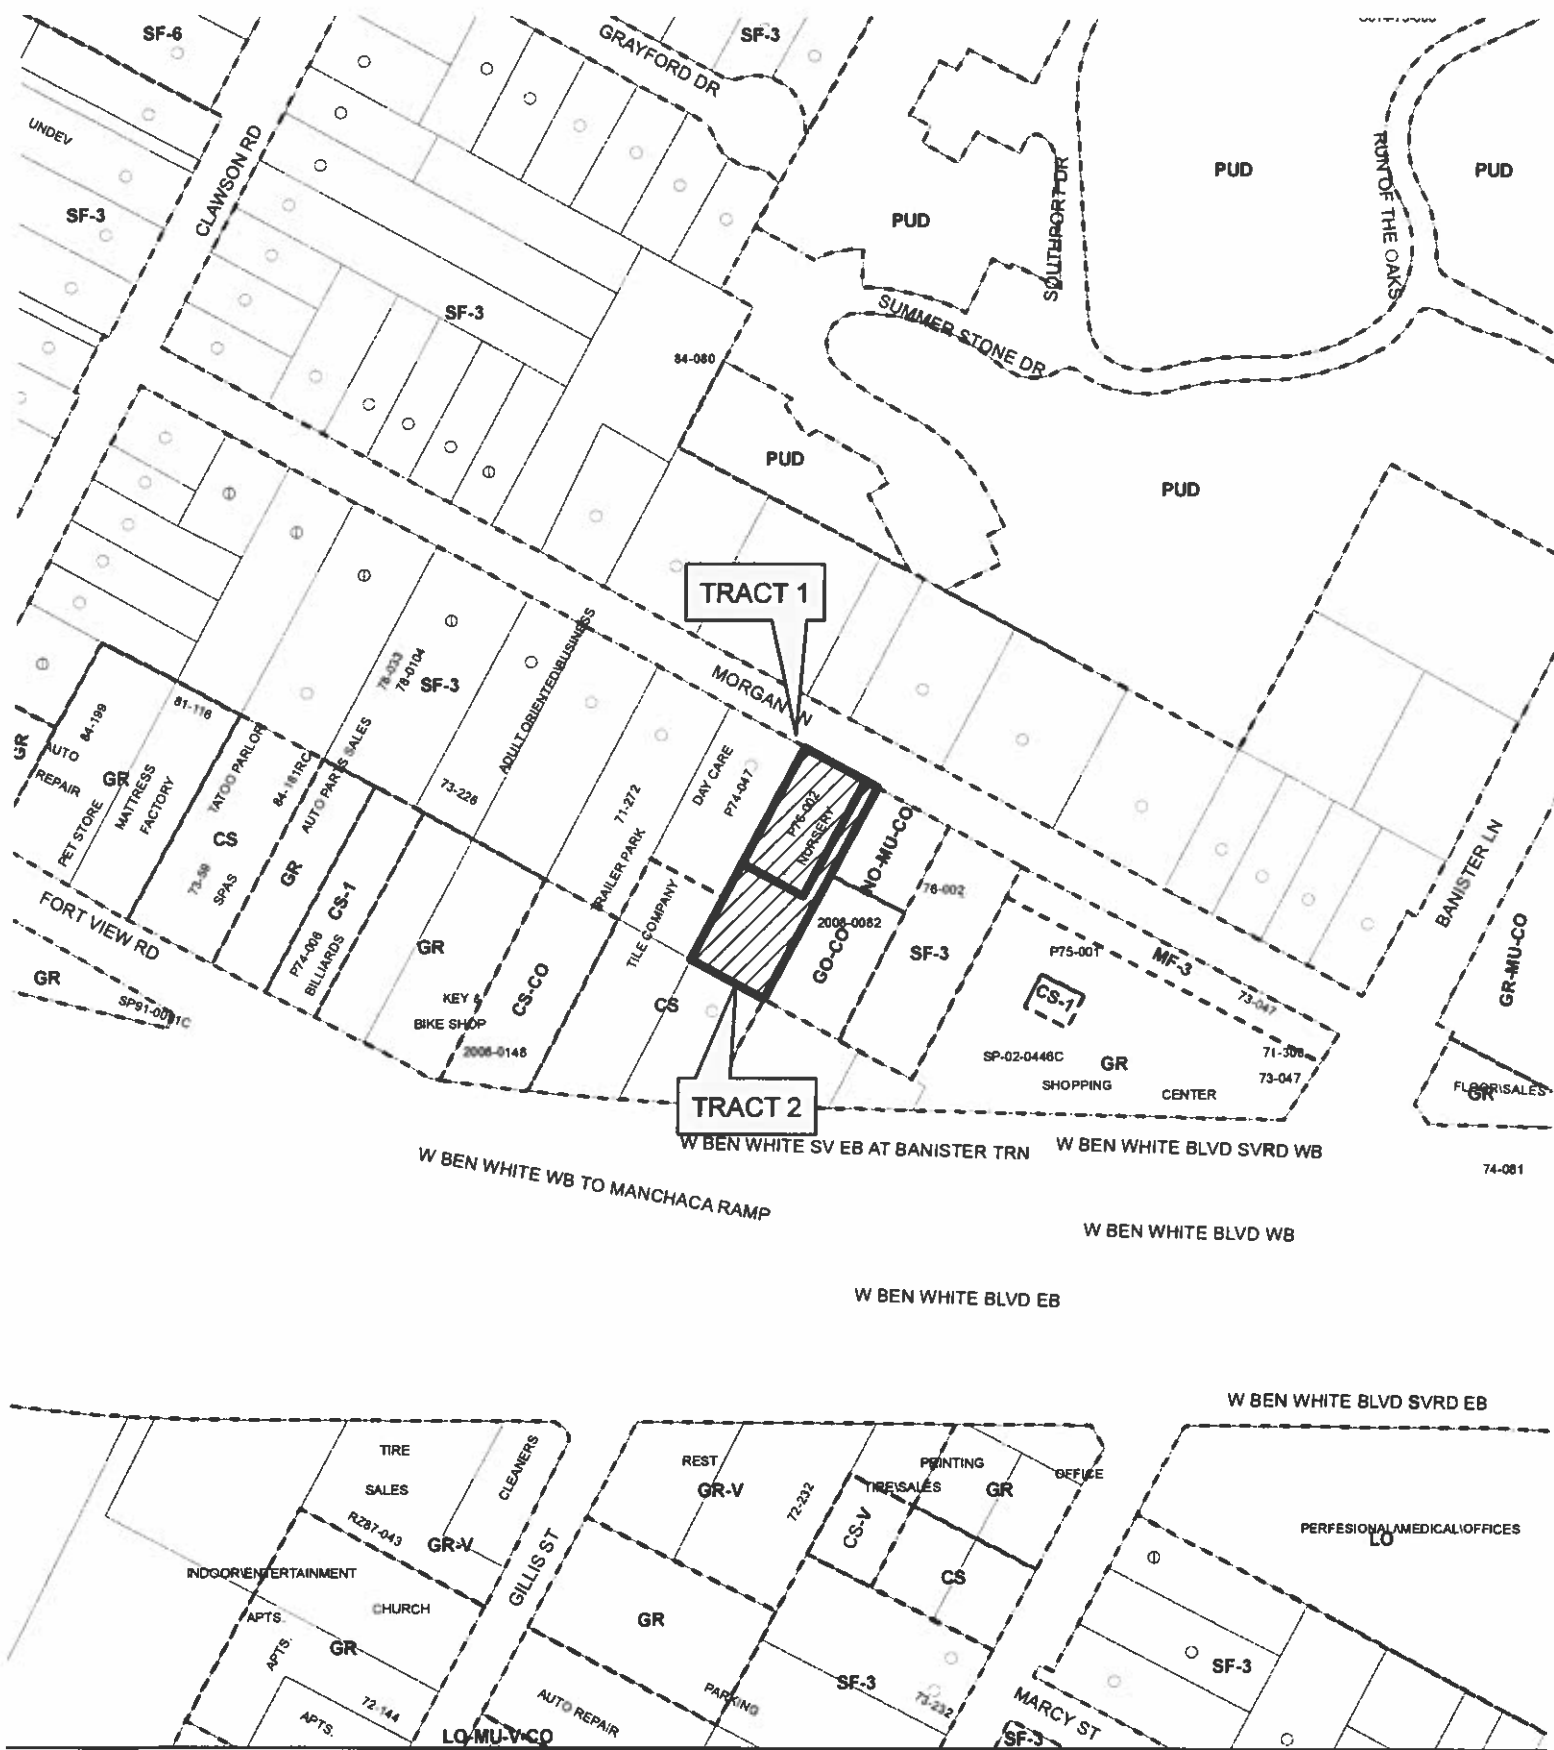 SF-6
GRAYFORD DR
SF-3
UNDEV
CLAWSON RD
SF-3
PUD
PUD
PUD
RUN OF THE OAKS
SOUTHPORT DR
SF-3
SUMMER STONE DR
84-080
PUD
PUD
TRACT 1
MORGAN LN
78-033
78-0104
SF-3
ADULT ORIENTED\BUSINESS
81-116
84-199
GR
AUTO
REPAIR
GR
PET STORE
MATTRESS
FACTORY
TATOO PARLOR
CS
73-59
SPAS
84-181RC
AUTO PARTS SALES
GR
73-226
71-272
TRAILER PARK
DAY CARE
P74-047
P76-002
NURSERY
NO-MU-CO
76-002
2008-0082
GO-CO
SF-3
BANISTER LN
GR-MU-CO
FORT VIEW RD
P74-006
CS-1
BILLIARDS
GR
KEY &
BIKE SHOP
2006-0146
CS-CO
TILE COMPANY
CS
P75-001
MF-3
CS-1
73-047
SP-02-0446C
GR
SHOPPING
CENTER
73-047
GR
FLOOR\SALES
GR
TRACT 2
W BEN WHITE SV EB AT BANISTER TRN
W BEN WHITE BLVD SVRD WB
W BEN WHITE WB TO MANCHACA RAMP
74-081
W BEN WHITE BLVD WB
W BEN WHITE BLVD EB
W BEN WHITE BLVD SVRD EB
TIRE
SALES
CLEANERS
RZ87-043
GR-V
REST
GR-V
72-232
PRINTING
TIRE\SALES
GR
OFFICE
CS-V
CS
PERFESIONAL\MEDICAL\OFFICES
LO
INDOOR\ENTERTAINMENT
GILLIS ST
CHURCH
APTS.
APTS.
GR
GR
SF-3
73-232
SF-3
72-144
APTS.
AUTO REPAIR
PARKING
MARCY ST
LO-MU-V-CO
SF-3